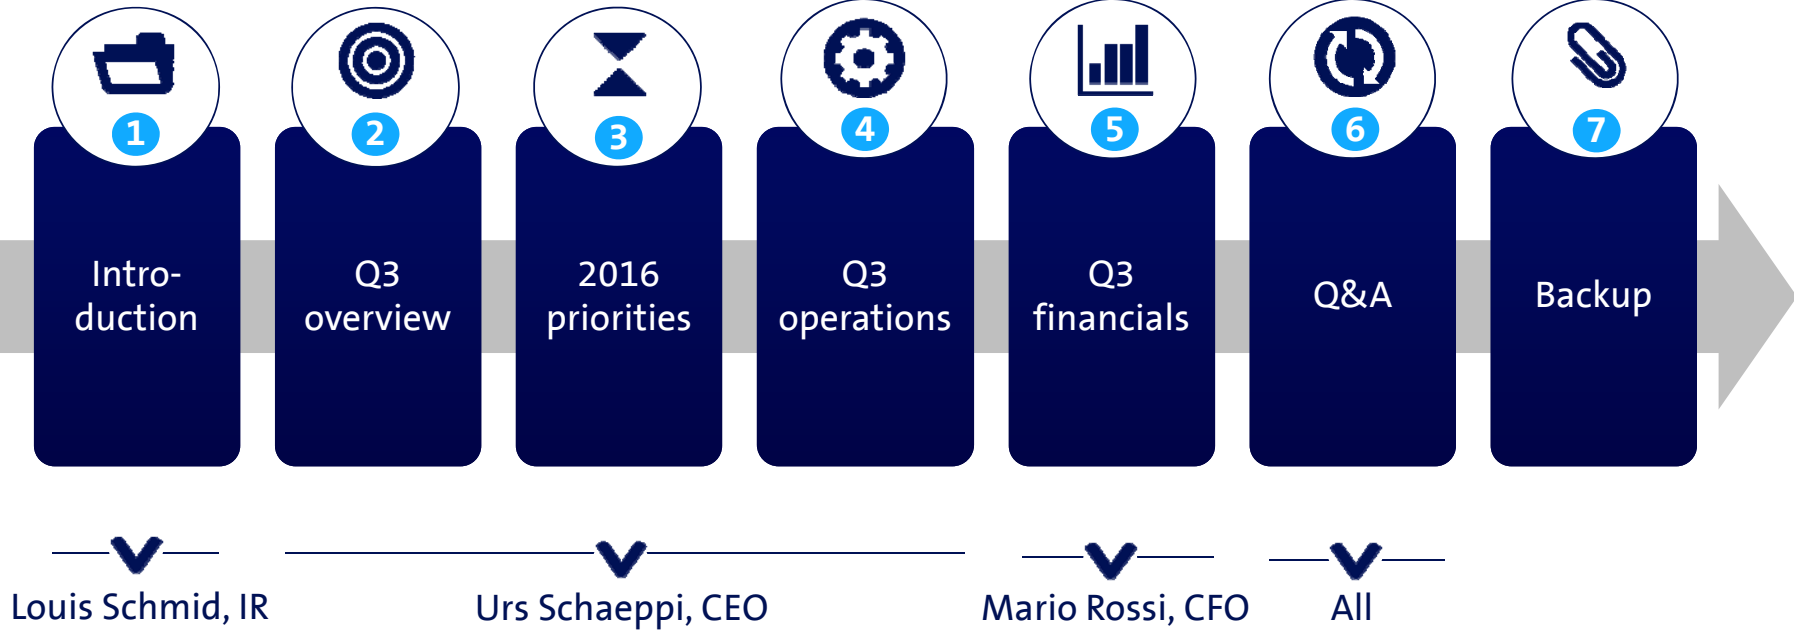 1
2
3
4
5
6
7
Intro-
duction
Q3
overview
2016
priorities
Q3
operations
Q3
financials
Q&A
Backup
Louis Schmid, IR
Urs Schaeppi, CEO
Mario Rossi, CFO
All